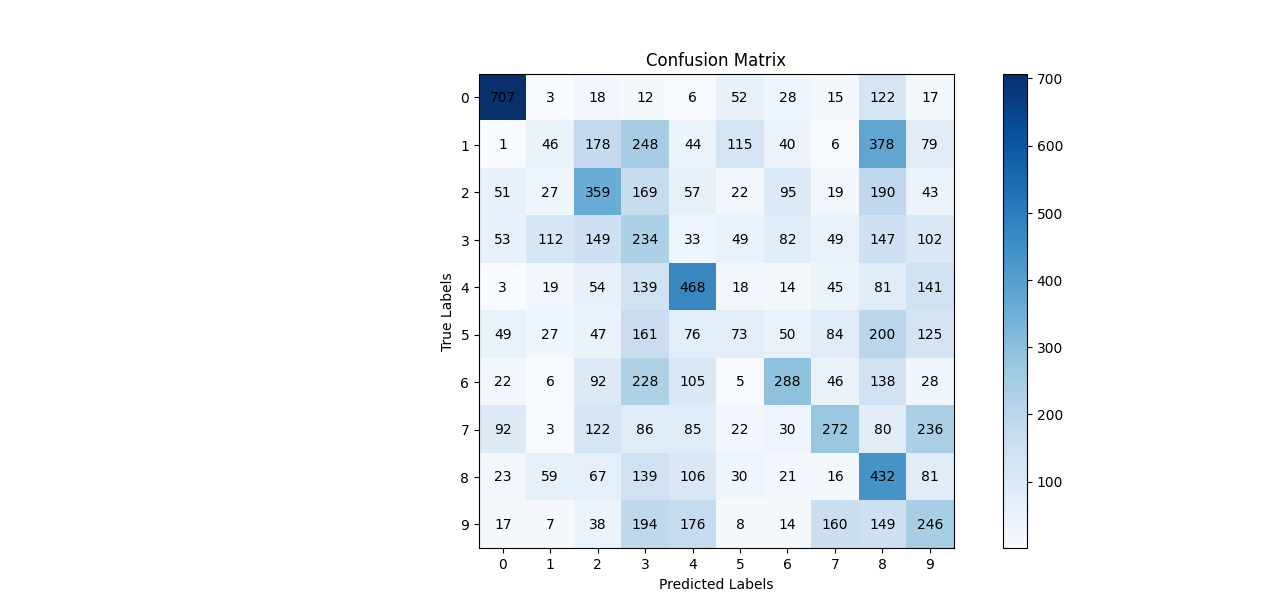 Confusion Matrix
0 707 3 18 12 6 52 28 15 122 17
1 1 46 178 248 44 115 40 6 378 79
2 51 27 359 169 57 22 95 19 190 43
3 53 112 149 234 33 49 82 49 147 102
4 3 19 54 139 468 18 14 45 81 141
5 49 27 47 161 76 73 50 84 200 125
6 22 6 92 228 105 5 288 46 138 28
7 92 3 122 86 85 22 30 272 80 236
8 23 59 67 139 106 30 21 16 432 81
9 17 7 38 194 176 8 14 160 149 246
0 1 2 3 4 5 6 7 8 9
Predicted Labels
True Labels
700
600
500
400
300
200
100